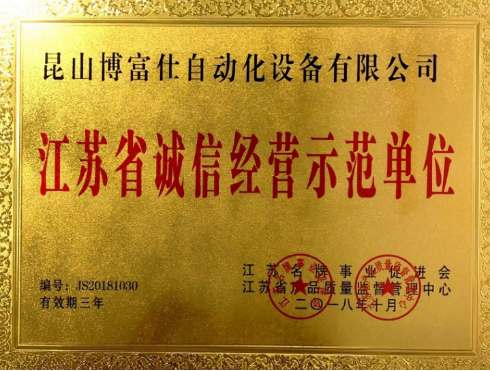 昆山博富仕自动化设备有限公司
江苏省诚信经营示范单位
江苏名牌事业促进会
编号：JS20181030
江苏省产品质量监督管理中心
有效期三年
二〇一八年十月